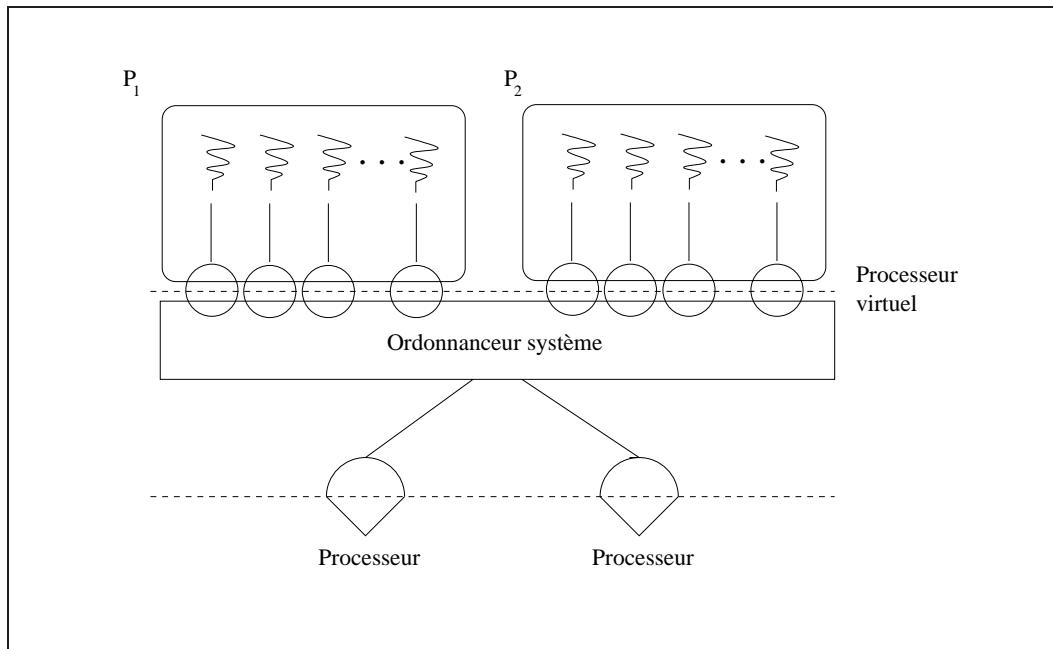 P1
P2
Processeur
virtuel
Ordonnanceur système
Processeur
Processeur